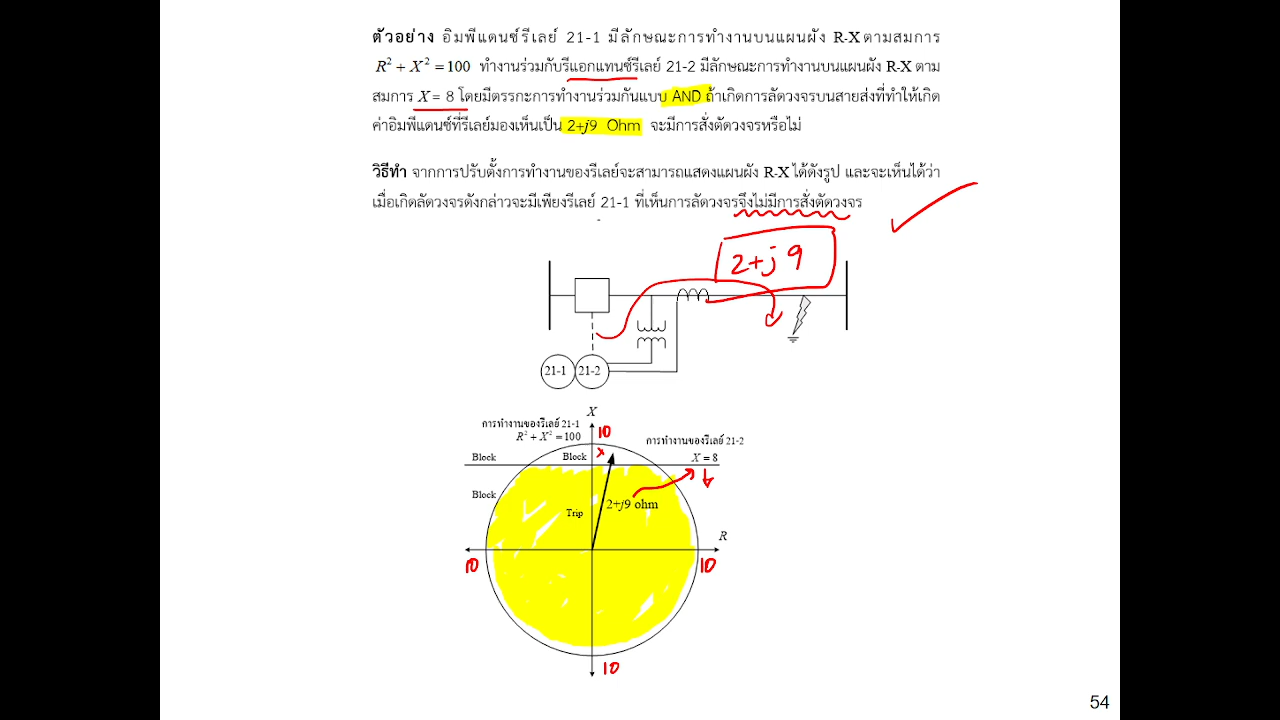 ตัวอย่าง อิมพีแดนซ์รีเลย์ 21-1 มีลักษณะการทำงานบนแผนผัง R-X ตามสมการ
R² + X² = 100 ทำงานร่วมกับรีแอกแทนซ์รีเลย์ 21-2 มีลักษณะการทำงานบนแผนผัง R-X ตาม
สมการ X = 8 โดยมีตรรกะการทำงานร่วมกันแบบ AND ถ้าเกิดการลัดวงจรบนสายส่งที่ทำให้เกิด
ค่าอิมพีแดนซ์ที่รีเลย์มองเห็นเป็น 2+j9 Ohm จะมีการสั่งตัดวงจรหรือไม่
วิธีทำ จากการปรับตั้งการทำงานของรีเลย์จะสามารถแสดงแผนผัง R-X ได้ดังรูป และจะเห็นได้ว่า
เมื่อเกิดลัดวงจรดังกล่าวจะมีเพียงรีเลย์ 21-1 ที่เห็นการลัดวงจรจึงไม่มีการสั่งตัดวงจร
2+j9
21-1 21-2
X
การทำงานของรีเลย์ 21-1
R² + X² = 100
10
การทำงานของรีเลย์ 21-2
Block
Block
x
X = 8
Block
2+j9 ohm
Trip
R
10
10
10
54